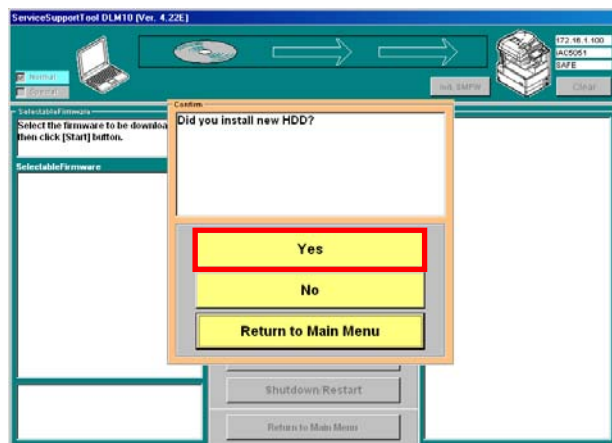 ServiceSupportTool DLM10 [Ver. 4.22E]
172.16.1.100
iAC5051
SAFE
Normal
Special
Init. SMPW
Clear
SelectableFirmware
Select the firmware to be downloa
then click [Start] button.
SelectableFirmware
Confirm
Did you install new HDD?
Yes
No
Return to Main Menu
Shutdown/Restart
Return to Main Menu